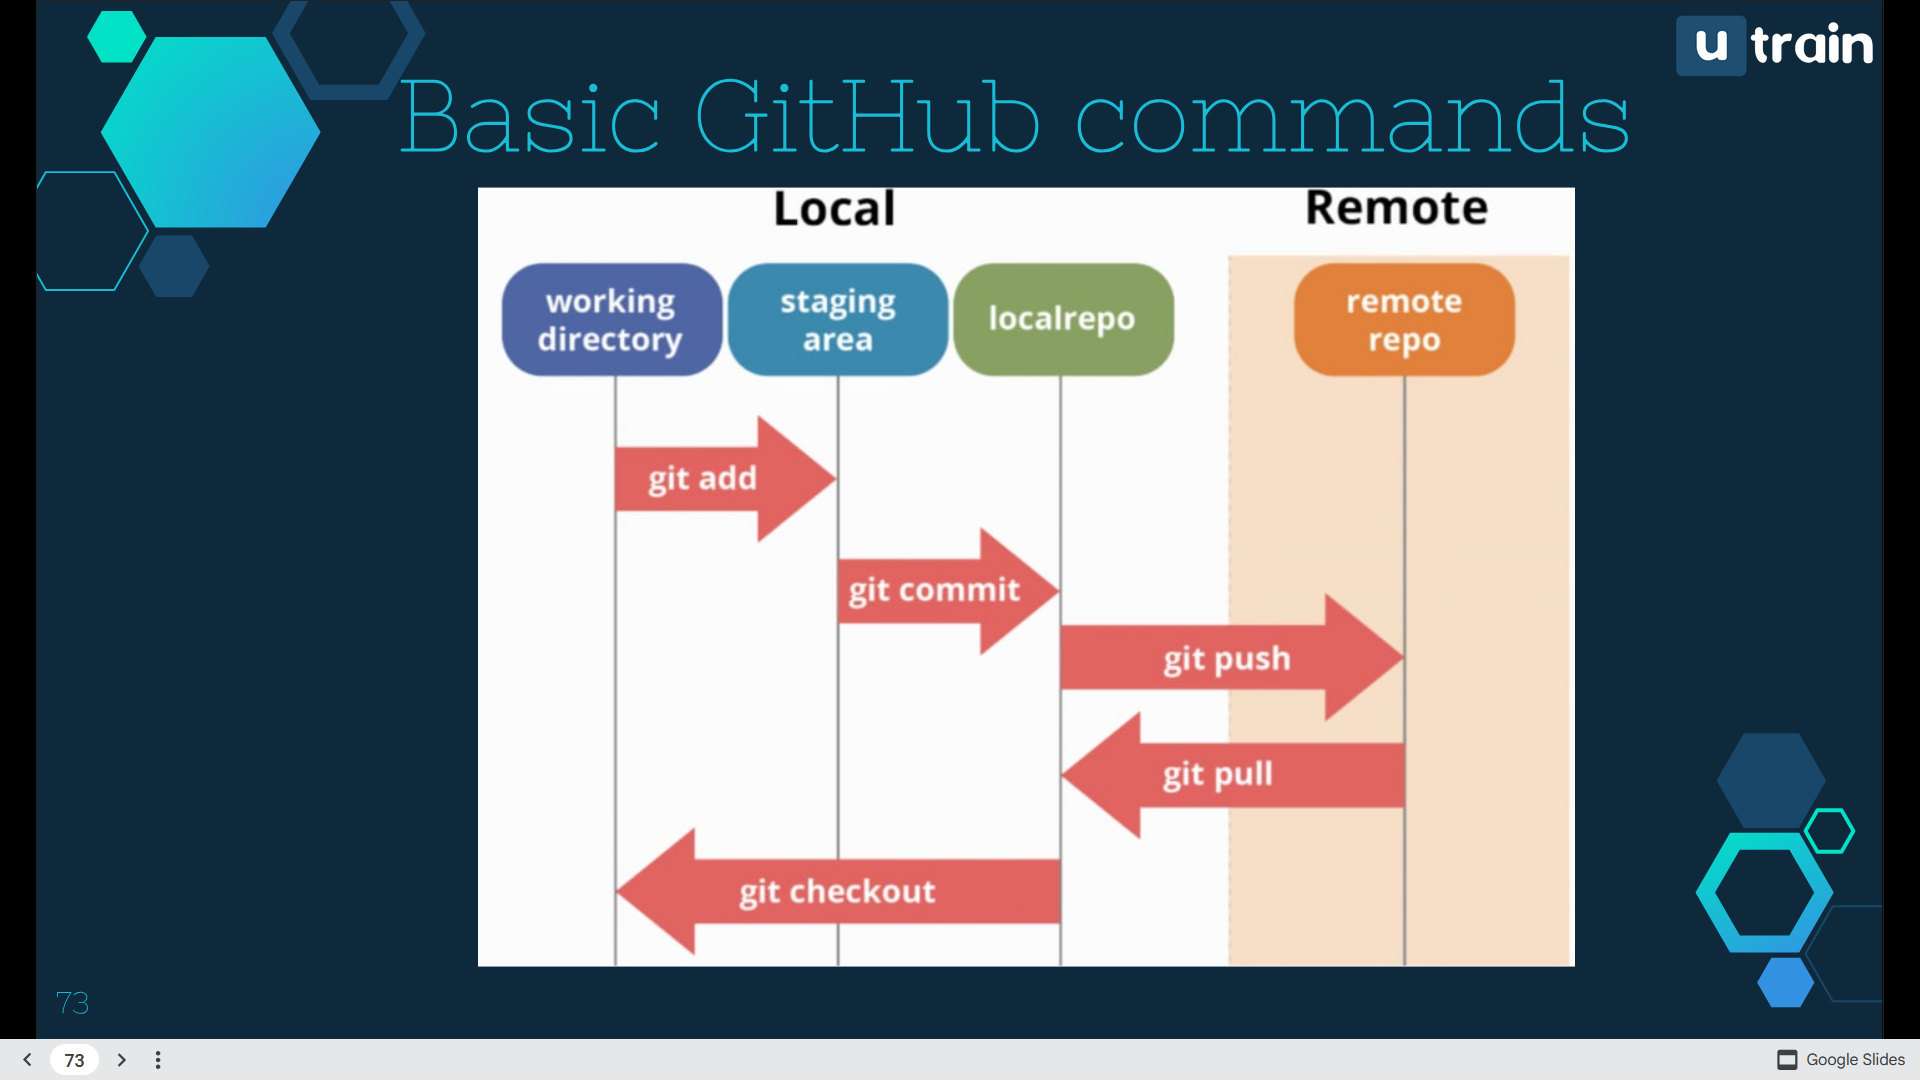 u train
Basic GitHub commands
Local
Remote
working
directory
staging
area
localrepo
remote
repo
git add
git commit
git push
git pull
git checkout
73
73
Google Slides